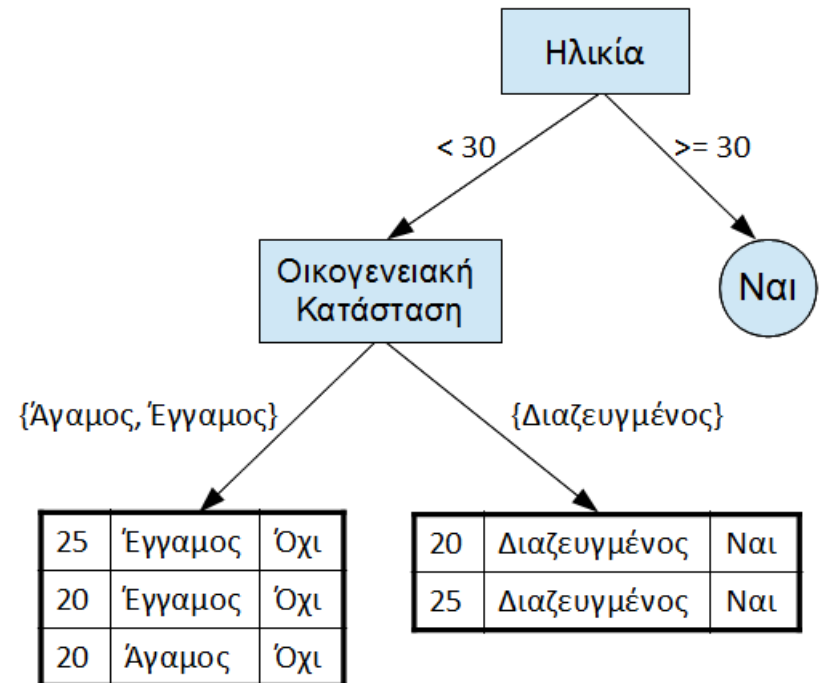 Ηλικία
< 30
>= 30
Οικογενειακή
Κατάσταση
Ναι
{Άγαμος, Έγγαμος}
{Διαζευγμένος}
25 Έγγαμος Όχι
20 Έγγαμος Όχι
20 Άγαμος Όχι
20 Διαζευγμένος Ναι
25 Διαζευγμένος Ναι